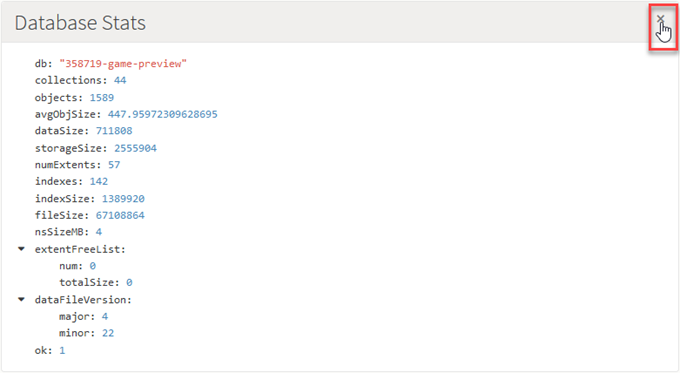 Database Stats
db: "358719-game-preview"
collections: 44
objects: 1589
avgObjSize: 447.95972309628695
dataSize: 711808
storageSize: 2555904
numExtents: 57
indexes: 142
indexSize: 1389920
fileSize: 67108864
nsSizeMB: 4
extentFreeList:
num: 0
totalSize: 0
dataFileVersion:
major: 4
minor: 22
ok: 1